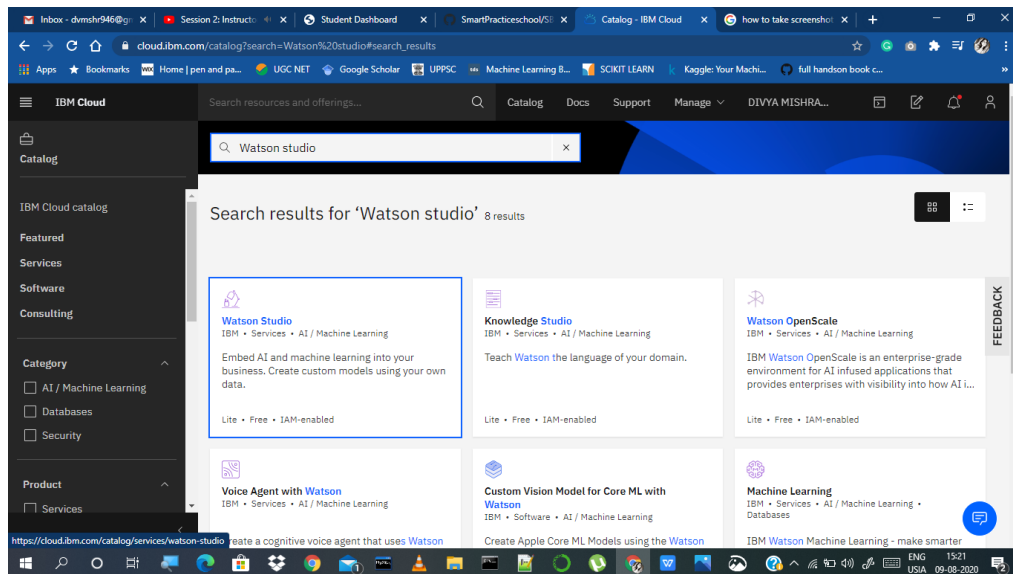 Inbox - dvmshr946@gm
Session 2: Instructo
Student Dashboard
SmartPracticeschool/SB
Catalog - IBM Cloud
how to take screenshot
cloud.ibm.com/catalog?search=Watson%20studio#search_results
Apps
Bookmarks
Home | pen and pa...
UGC NET
Google Scholar
UPPSC
Machine Learning B...
SCIKIT LEARN
Kaggle: Your Machi...
full handson book c...
»
IBM Cloud
Search resources and offerings...
Catalog
Docs
Support
Manage
DIVYA MISHRA...
Catalog
Watson studio
IBM Cloud catalog
Featured
Services
Software
Consulting
Category
AI / Machine Learning
Databases
Security
Product
Services
Search results for ‘Watson studio’ 8 results
Watson Studio
IBM • Services • AI / Machine Learning
Embed AI and machine learning into your
business. Create custom models using your own
data.
Lite • Free • IAM-enabled
Knowledge Studio
IBM • Services • AI / Machine Learning
Teach Watson the language of your domain.
Lite • Free • IAM-enabled
Watson OpenScale
IBM • Services • AI / Machine Learning
IBM Watson OpenScale is an enterprise-grade
environment for AI infused applications that
provides enterprises with visibility into how AI i...
Lite • Free • IAM-enabled
FEEDBACK
Voice Agent with Watson
IBM • Services • AI / Machine Learning
Create a cognitive voice agent that uses Watson
Custom Vision Model for Core ML with
Watson
IBM • Software • AI / Machine Learning
Create Apple Core ML Models using the Watson
Machine Learning
IBM • Services • AI / Machine Learning •
Databases
IBM Watson Machine Learning - make smarter
https://cloud.ibm.com/catalog/services/watson-studio
ENG
USIA
15:21
09-08-2020